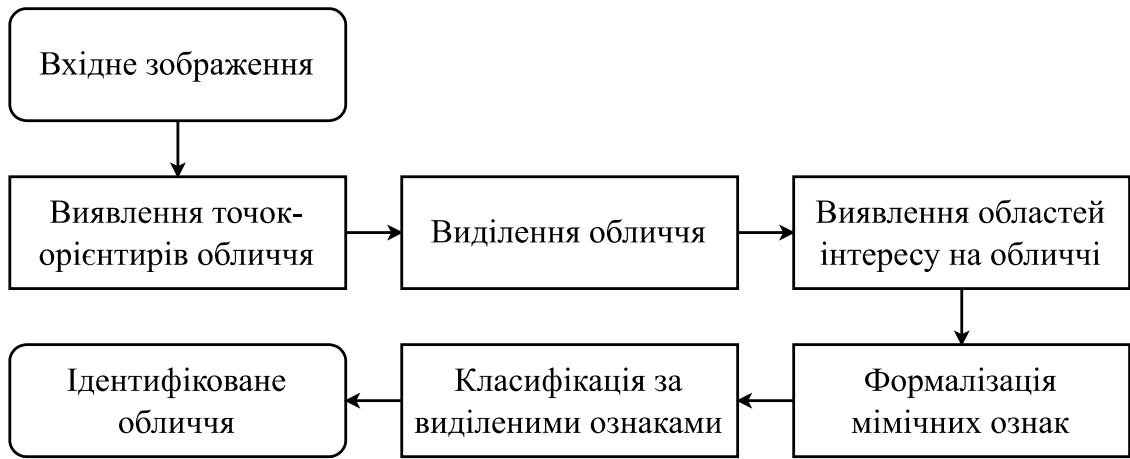 Вхідне зображення
Виявлення точок-
орієнтирів обличчя
Виділення обличчя
Виявлення областей
інтересу на обличчі
Формалізація
мімічних ознак
Класифікація за
виділеними ознаками
Ідентифіковане
обличчя